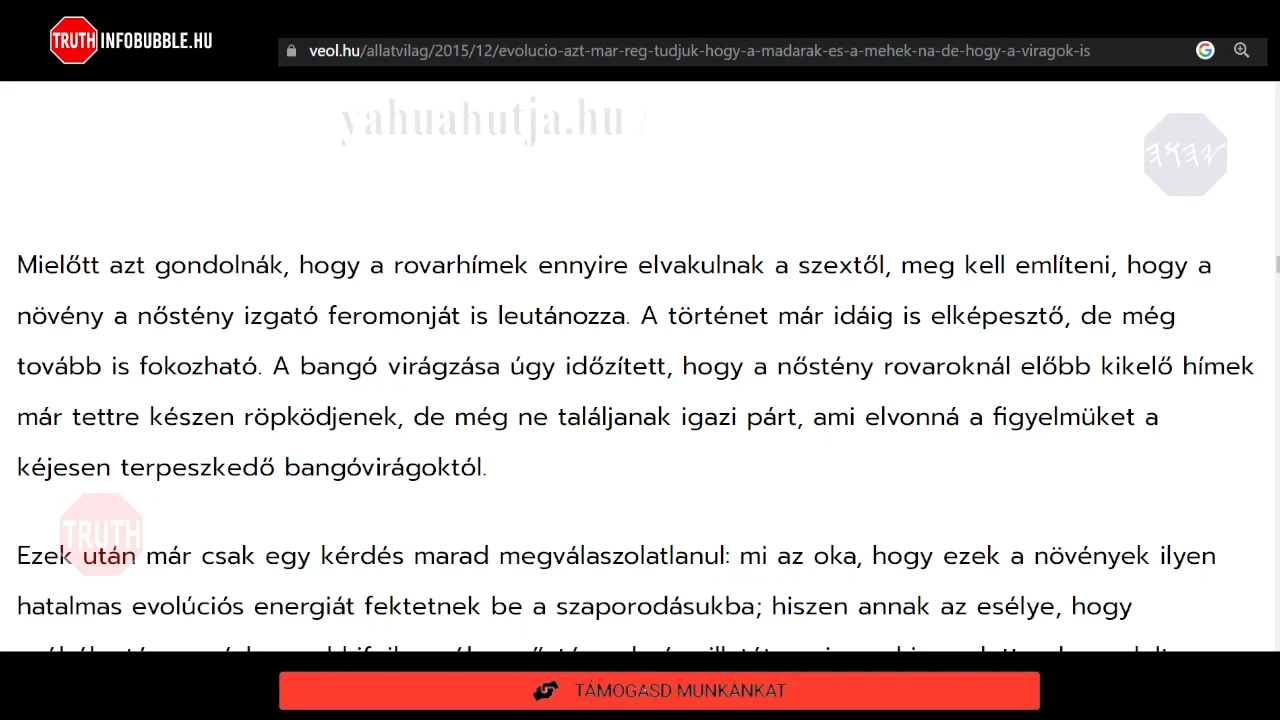 TRUTH INFOBUBBLE.HU
veol.hu/allatvilag/2015/12/evolucio-azt-mar-reg-tudjuk-hogy-a-madarak-es-a-mehek-na-de-hogy-a-viragok-is
yahuahutja.hu /
𐤄𐤅𐤄𐤉
Mielőtt azt gondolnák, hogy a rovarhímek ennyire elvakulnak a szextől, meg kell említeni, hogy a
növény a nőstény izgató feromonját is leutánozza. A történet már idáig is elképesztő, de még
tovább is fokozható. A bangó virágzása úgy időzített, hogy a nőstény rovaroknál előbb kikelő hímek
már tettre készen röpködjenek, de még ne találjanak igazi párt, ami elvonná a figyelmüket a
kéjesen terpeszkedő bangóvirágoktól.
TRUTH
Ezek után már csak egy kérdés marad megválaszolatlanul: mi az oka, hogy ezek a növények ilyen
hatalmas evolúciós energiát fektetnek be a szaporodásukba; hiszen annak az esélye, hogy
TÁMOGASD MUNKÁNKAT